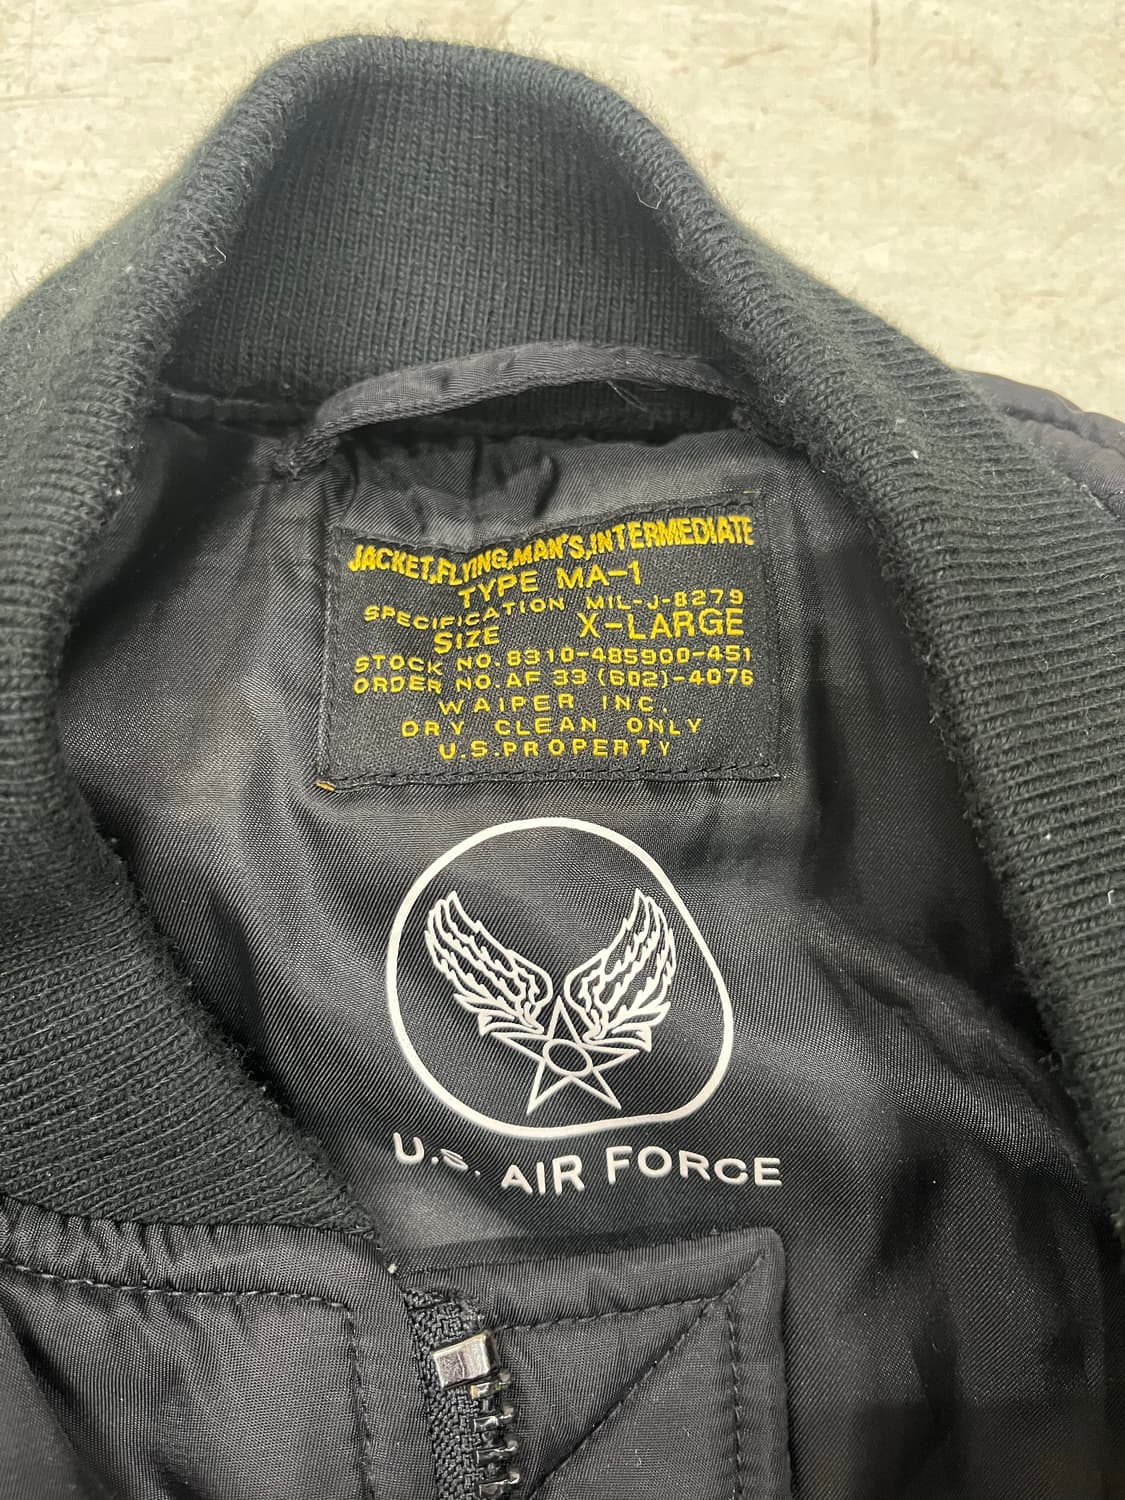 JACKET,FLYING,MAN'S,INTERMEDIATE
TYPE MA-1
SPECIFICATION MIL-J-8279
SIZE X-LARGE
STOCK NO.8310-485900-451
ORDER NO.AF 33 (602)-4076
WAIPER INC.
DRY CLEAN ONLY
U.S.PROPERTY
U.S. AIR FORCE